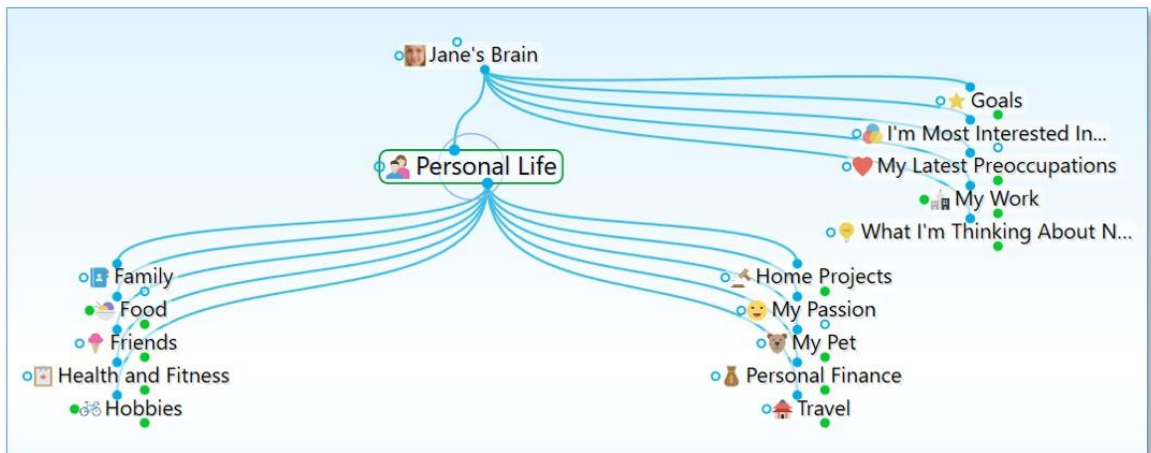 Jane's Brain
Goals
I'm Most Interested In...
My Latest Preoccupations
My Work
What I'm Thinking About N...
Personal Life
Family
Food
Friends
Health and Fitness
Hobbies
Home Projects
My Passion
My Pet
Personal Finance
Travel